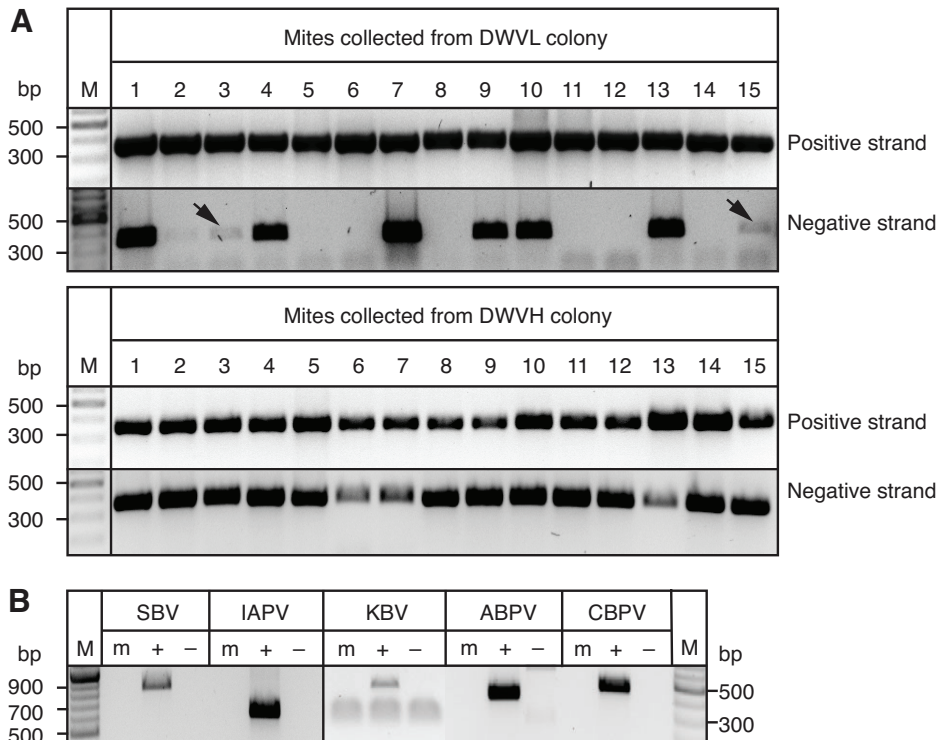 A
Mites collected from DWVL colony
bp M 1 2 3 4 5 6 7 8 9 10 11 12 13 14 15
500
300
Positive strand
500
300
Negative strand
Mites collected from DWVH colony
bp M 1 2 3 4 5 6 7 8 9 10 11 12 13 14 15
500
300
Positive strand
500
300
Negative strand
B
SBV IAPV KBV ABPV CBPV
bp M m + – m + – m + – m + – m + – M bp
900
700
500
500
300